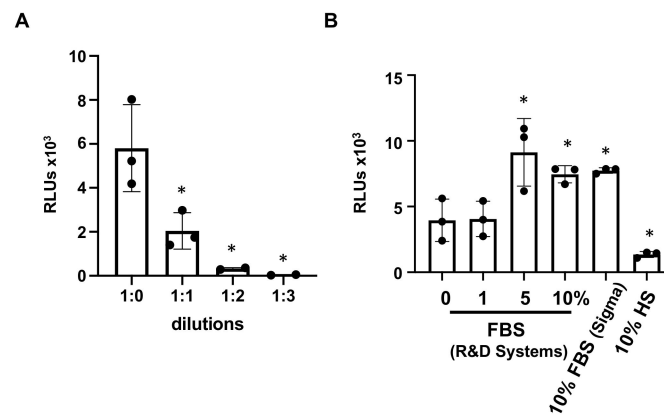 A
RLUs x10³
10
8
6
4
2
0
*
*
*
1:0 1:1 1:2 1:3
dilutions
B
RLUs x10³
15
10
5
0
*
*
*
*
0 1 5 10%
FBS
(R&D Systems)
10% FBS (Sigma)
10% HS